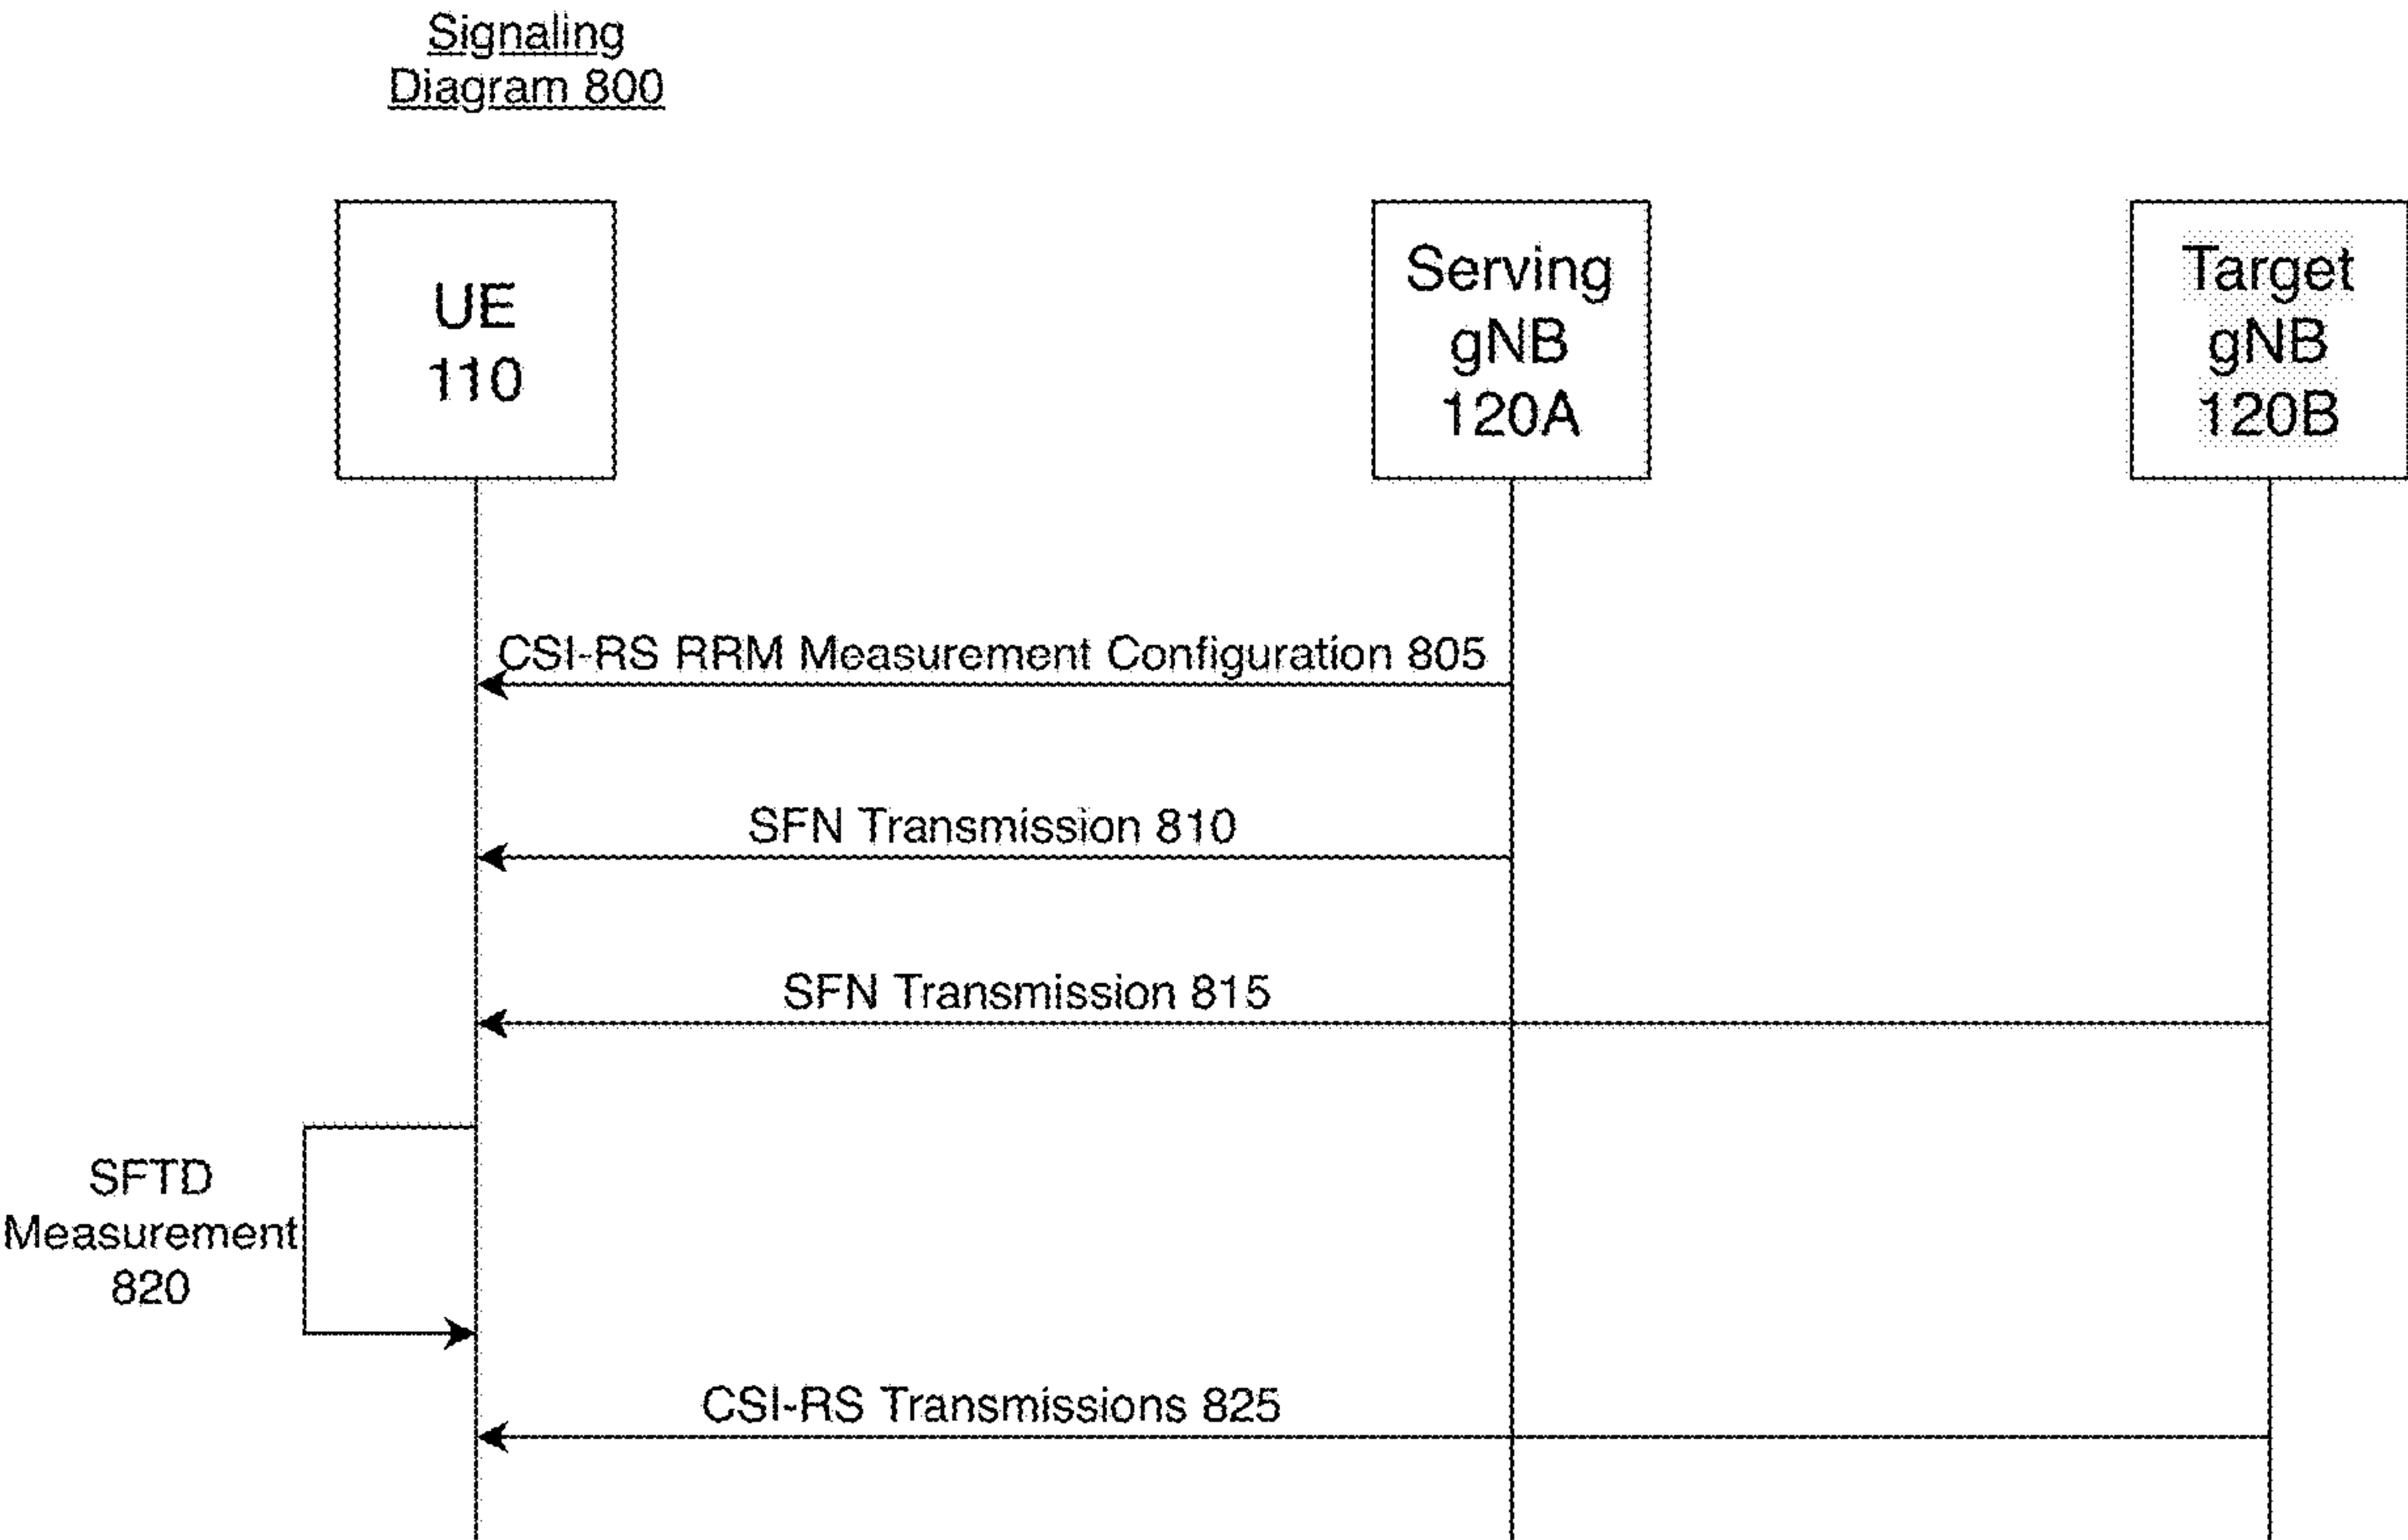 Signaling
Diagram 800
UE
110
Serving
gNB
120A
Target
gNB
120B
CSI-RS RRM Measurement Configuration 805
SFN Transmission 810
SFN Transmission 815
SFTD
Measurement
820
CSI-RS Transmissions 825